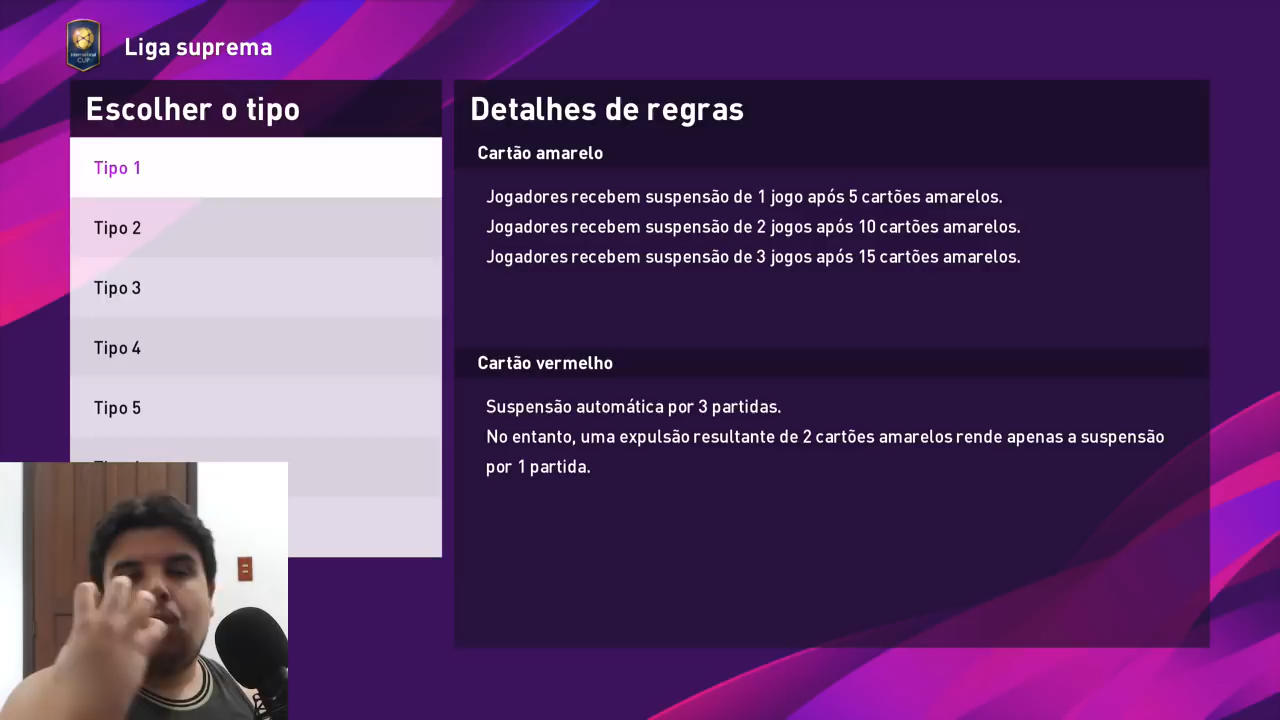 International
CUP
Liga suprema
Escolher o tipo
Tipo 1
Tipo 2
Tipo 3
Tipo 4
Tipo 5
Detalhes de regras
Cartão amarelo
Jogadores recebem suspensão de 1 jogo após 5 cartões amarelos.
Jogadores recebem suspensão de 2 jogos após 10 cartões amarelos.
Jogadores recebem suspensão de 3 jogos após 15 cartões amarelos.
Cartão vermelho
Suspensão automática por 3 partidas.
No entanto, uma expulsão resultante de 2 cartões amarelos rende apenas a suspensão
por 1 partida.